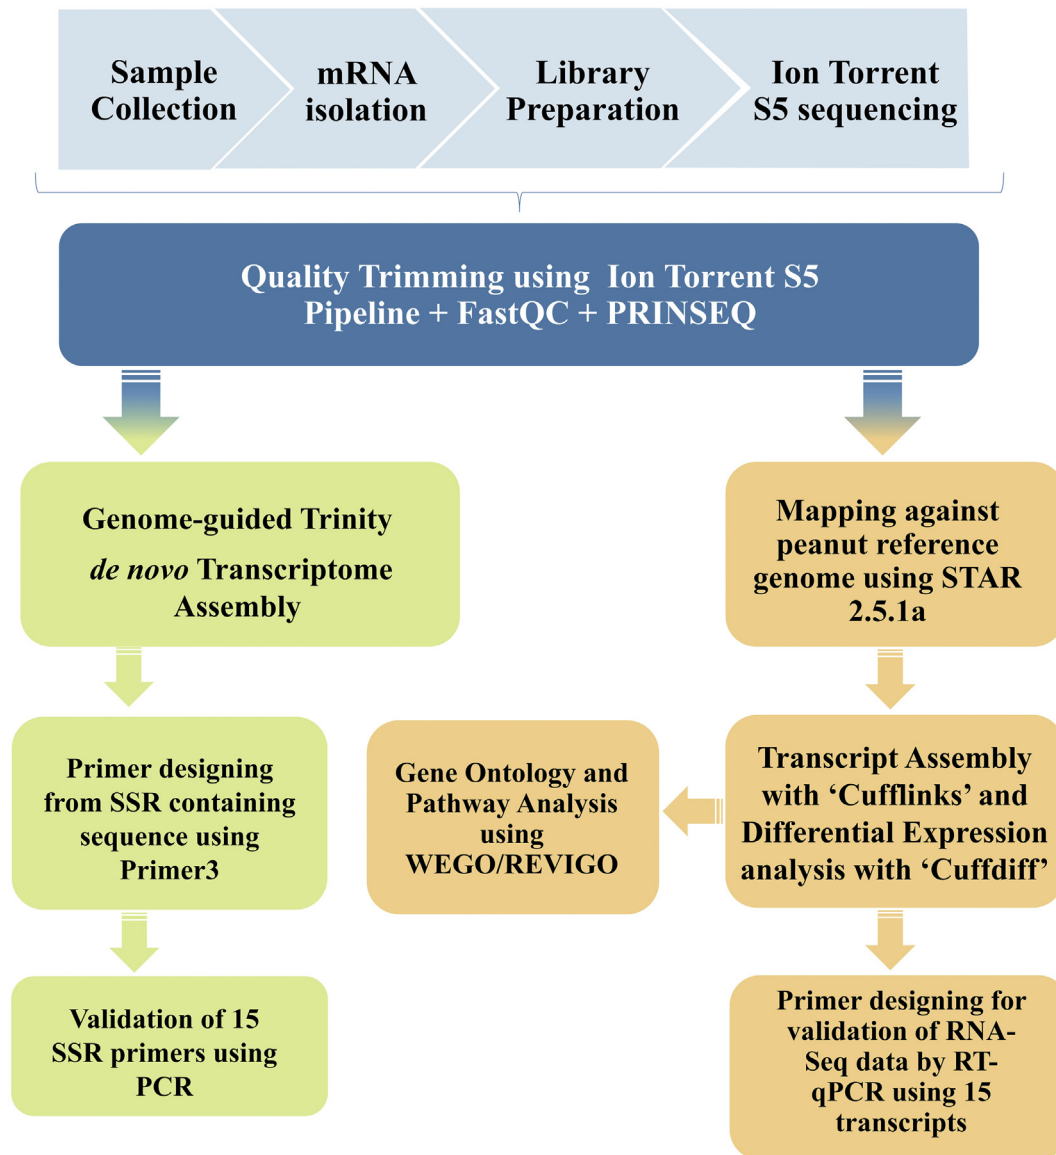 Sample
Collection
mRNA
isolation
Library
Preparation
Ion Torrent
S5 sequencing
Quality Trimming using Ion Torrent S5
Pipeline + FastQC + PRINSEQ
Genome-guided Trinity
de novo Transcriptome
Assembly
Primer designing
from SSR containing
sequence using
Primer3
Validation of 15
SSR primers using
PCR
Mapping against
peanut reference
genome using STAR
2.5.1a
Transcript Assembly
with ‘Cufflinks’ and
Differential Expression
analysis with ‘Cuffdiff’
Gene Ontology and
Pathway Analysis
using
WEGO/REVIGO
Primer designing for
validation of RNA-
Seq data by RT-
qPCR using 15
transcripts